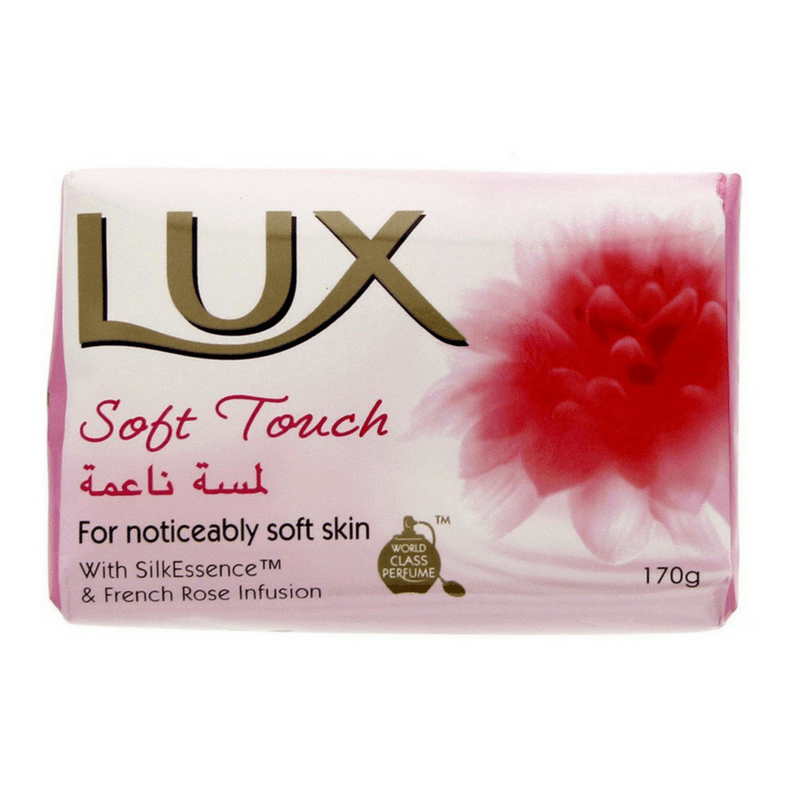 LUX
Soft Touch
لمسة ناعمة
For noticeably soft skin
With SilkEssence™
& French Rose Infusion
WORLD
CLASS
PERFUME
™
170g